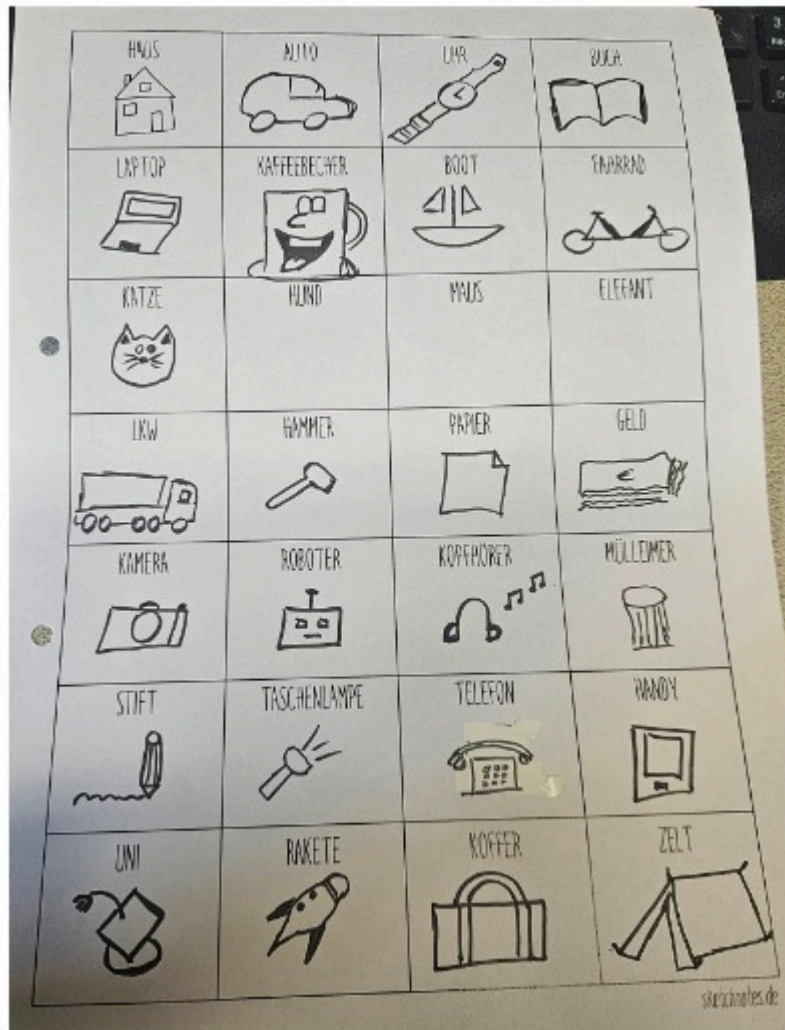 HAUS
AUTO
UHR
BUCH
LAPTOP
KAFFEEBECHER
BOOT
FAHRRAD
KATZE
HUND
MAUS
ELEFANT
LKW
HAMMER
PAPIER
GELD
€
KAMERA
ROBOTER
KOPFHÖRER
MÜLLEIMER
STIFT
TASCHENLAMPE
TELEFON
HANDY
UNI
RAKETE
KOFFER
ZELT
sketchnotes.de